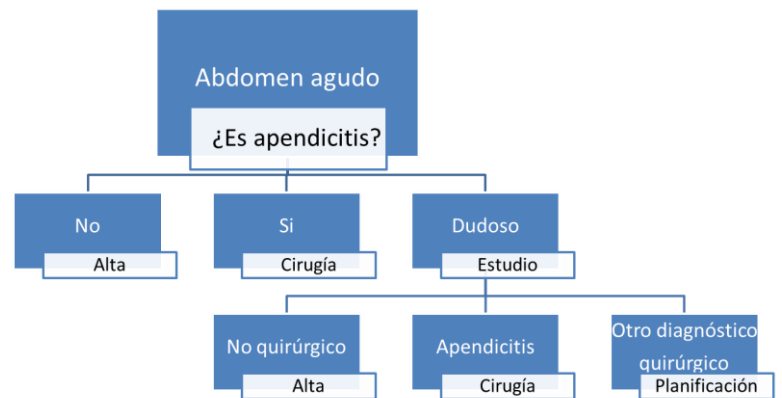 Abdomen agudo
¿Es apendicitis?
No
Alta
Si
Cirugía
Dudoso
Estudio
No quirúrgico
Alta
Apendicitis
Cirugía
Otro diagnóstico
quirúrgico
Planificación